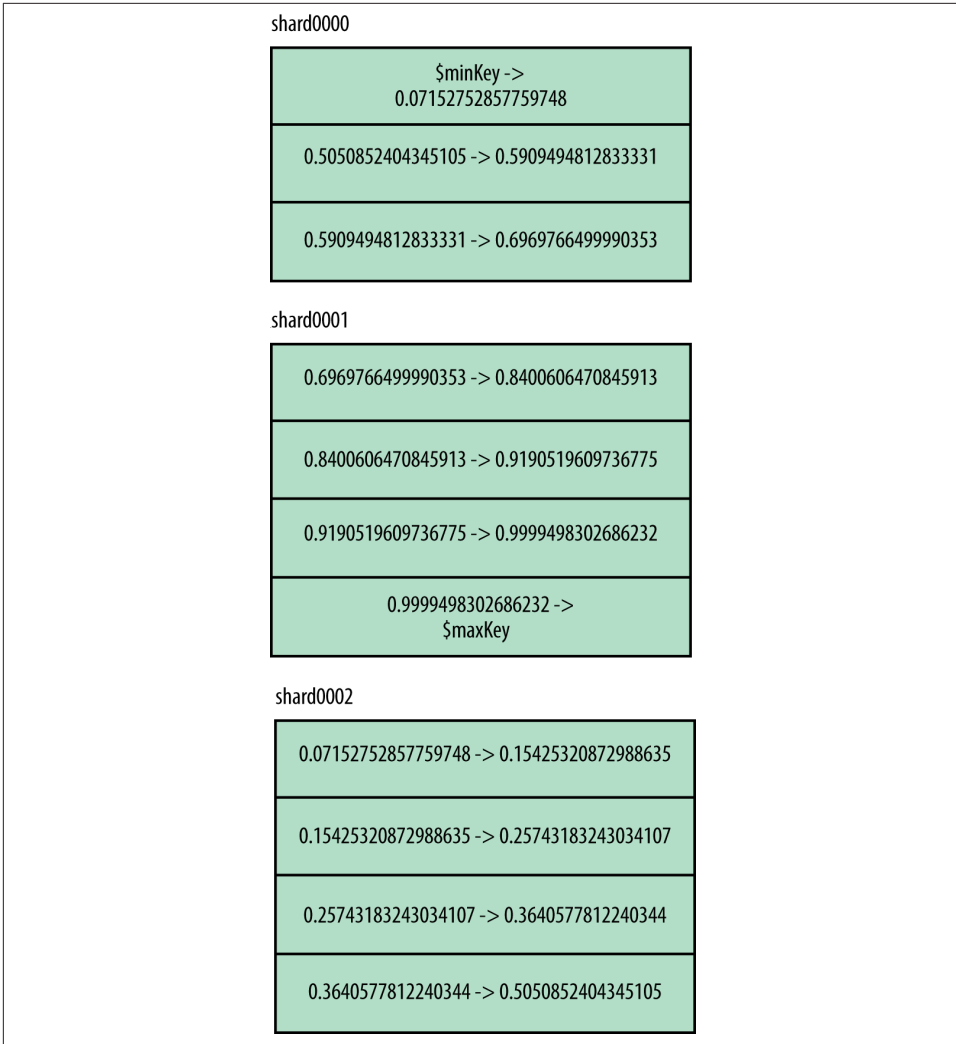 shard0000
$minKey ->
0.07152752857759748
0.5050852404345105 -> 0.5909494812833331
0.5909494812833331 -> 0.6969766499990353
shard0001
0.6969766499990353 -> 0.8400606470845913
0.8400606470845913 -> 0.9190519609736775
0.9190519609736775 -> 0.9999498302686232
0.9999498302686232 ->
$maxKey
shard0002
0.07152752857759748 -> 0.15425320872988635
0.15425320872988635 -> 0.25743183243034107
0.25743183243034107 -> 0.3640577812240344
0.3640577812240344 -> 0.5050852404345105